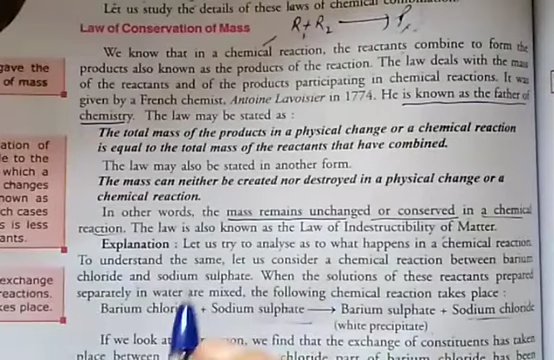 Let us study the details of these laws of chemical
Law of Conservation of Mass
R₁ + R₂ ⟶ P₁
We know that in a chemical reaction, the reactants combine to form the
products also known as the products of the reaction. The law deals with the mass
of the reactants and of the products participating in chemical reactions. It was
given by a French chemist, Antoine Lavoisier in 1774. He is known as the father of
chemistry. The law may be stated as :
The total mass of the products in a physical change or a chemical reaction
is equal to the total mass of the reactants that have combined.
The law may also be stated in another form.
The mass can neither be created nor destroyed in a physical change or a
chemical reaction.
In other words, the mass remains unchanged or conserved in a chemical
reaction. The law is also known as the Law of Indestructibility of Matter.
Explanation : Let us try to analyse as to what happens in a chemical reaction.
To understand the same, let us consider a chemical reaction between barium
chloride and sodium sulphate. When the solutions of these reactants prepared
separately in water are mixed, the following chemical reaction takes place :
Barium + Sodium sulphate ⟶ Barium sulphate + Sodium chloride
(white precipitate)
If we look at we find that the exchange of constituents has taken
place between chloride part of barium chloride has
gave the
of mass
ation of
le to the
which a
changes
nown as
ch cases
s is less
ants.
exchange
reactions.
kes place.